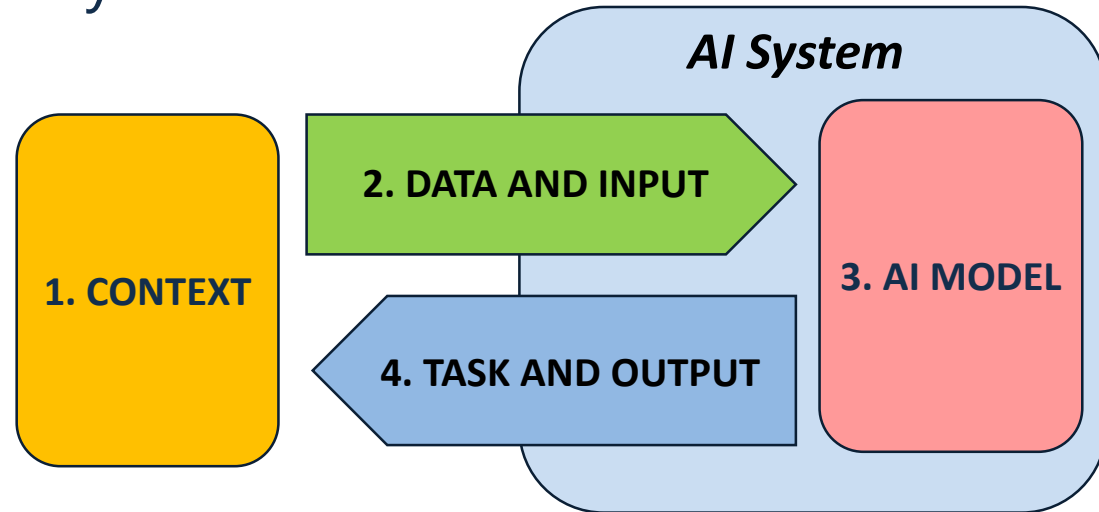 AI System
1. CONTEXT
2. DATA AND INPUT
3. AI MODEL
4. TASK AND OUTPUT